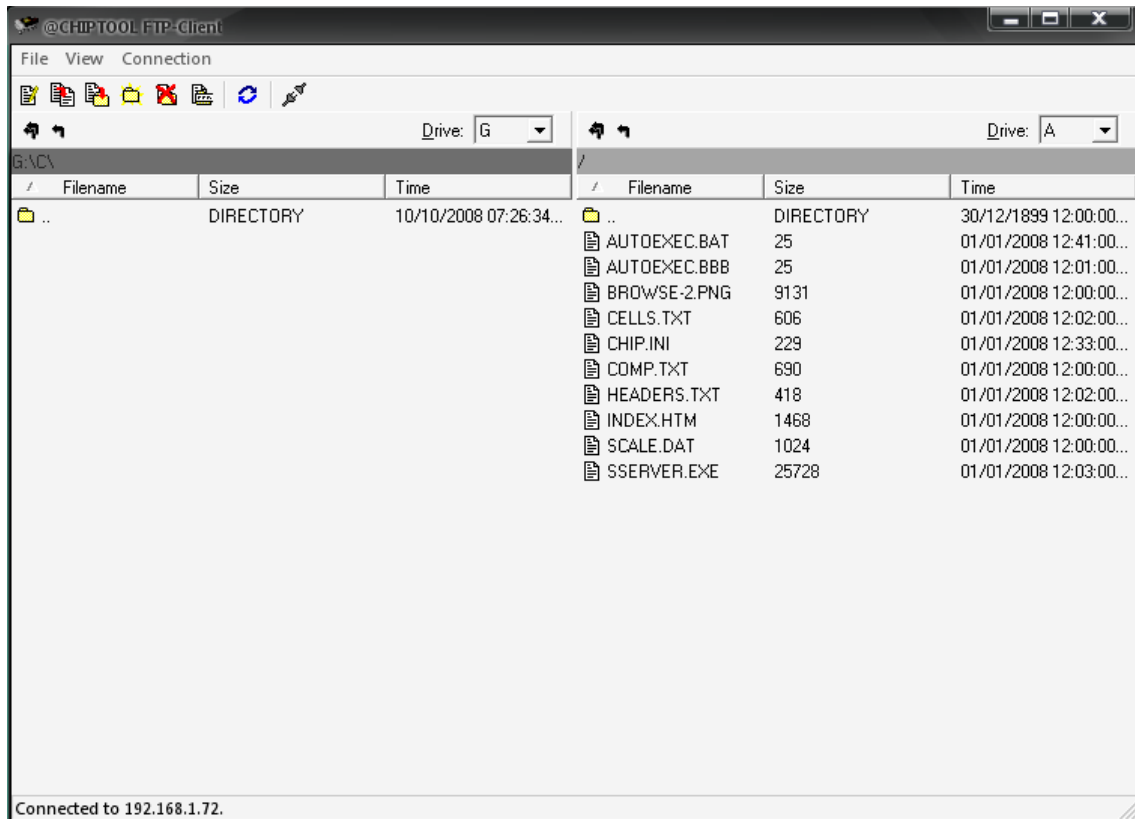 @CHIPTOOL FTP-Client
File View Connection
Drive: G
Drive: A
G:\C\
/
/ Filename Size Time
/ Filename Size Time
.. DIRECTORY 10/10/2008 07:26:34...
.. DIRECTORY 30/12/1899 12:00:00...
AUTOEXEC.BAT 25 01/01/2008 12:41:00...
AUTOEXEC.BBB 25 01/01/2008 12:01:00...
BROWSE-2.PNG 9131 01/01/2008 12:00:00...
CELLS.TXT 606 01/01/2008 12:02:00...
CHIP.INI 229 01/01/2008 12:33:00...
COMP.TXT 690 01/01/2008 12:00:00...
HEADERS.TXT 418 01/01/2008 12:02:00...
INDEX.HTM 1468 01/01/2008 12:00:00...
SCALE.DAT 1024 01/01/2008 12:00:00...
SSERVER.EXE 25728 01/01/2008 12:03:00...
Connected to 192.168.1.72.